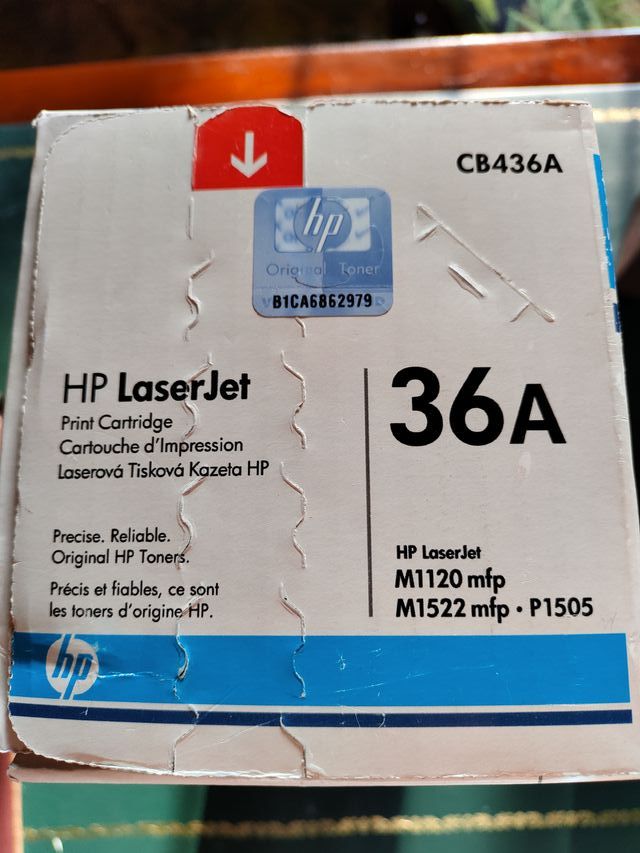 CB436A
hp
Original Toner
B1CA6862979
HP LaserJet
Print Cartridge
Cartouche d'Impression
Laserová Tisková Kazeta HP
36A
Precise. Reliable.
Original HP Toners.
Précis et fiables, ce sont
les toners d'origine HP.
HP LaserJet
M1120 mfp
M1522 mfp • P1505
hp